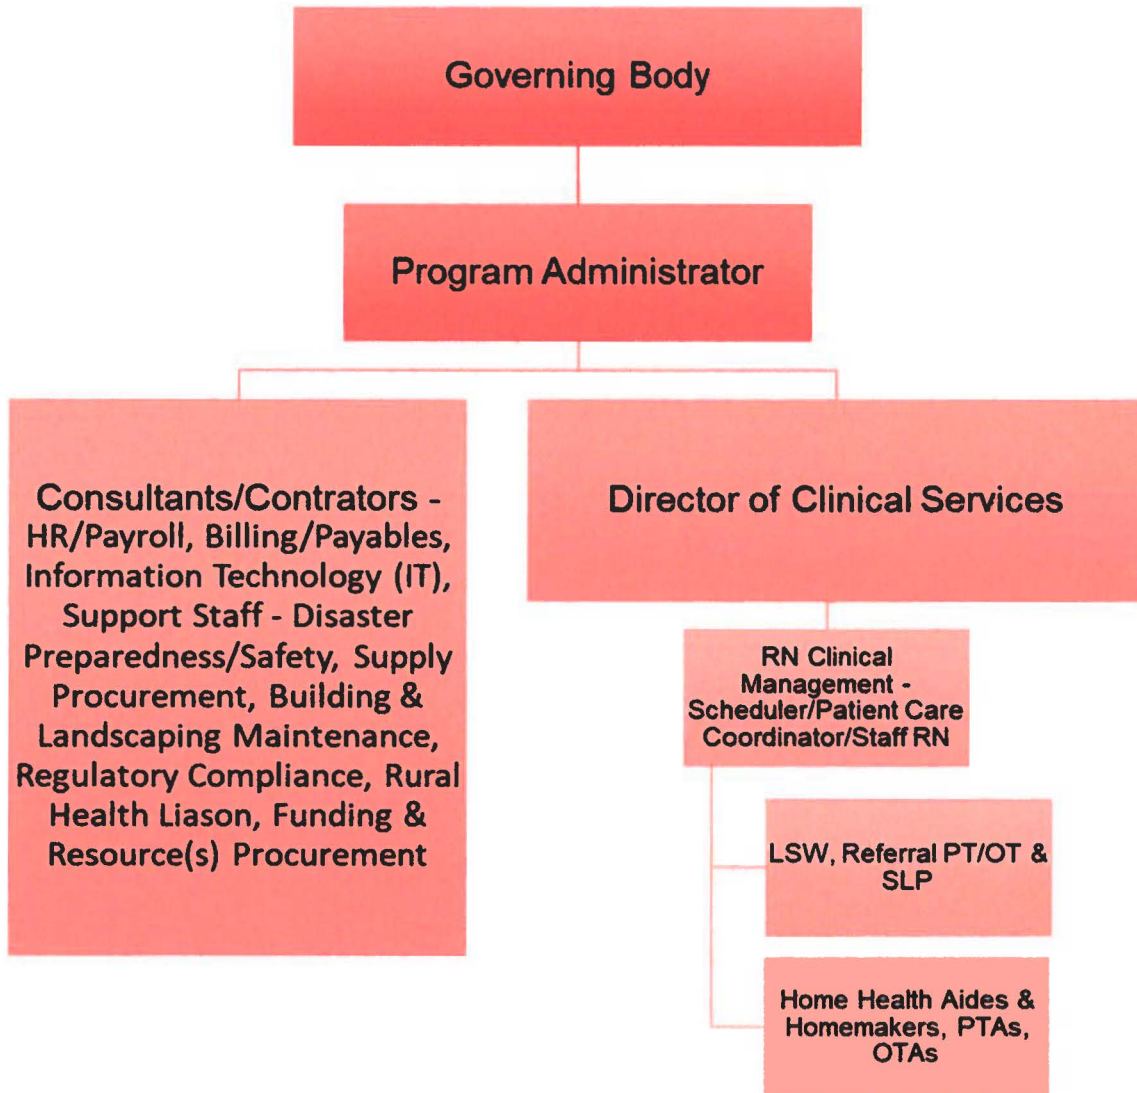 Governing Body
Program Administrator
Consultants/Contrators -
HR/Payroll, Billing/Payables,
Information Technology (IT),
Support Staff - Disaster
Preparedness/Safety, Supply
Procurement, Building &
Landscaping Maintenance,
Regulatory Compliance, Rural
Health Liason, Funding &
Resource(s) Procurement
Director of Clinical Services
RN Clinical
Management -
Scheduler/Patient Care
Coordinator/Staff RN
LSW, Referral PT/OT &
SLP
Home Health Aides &
Homemakers, PTAs,
OTAs